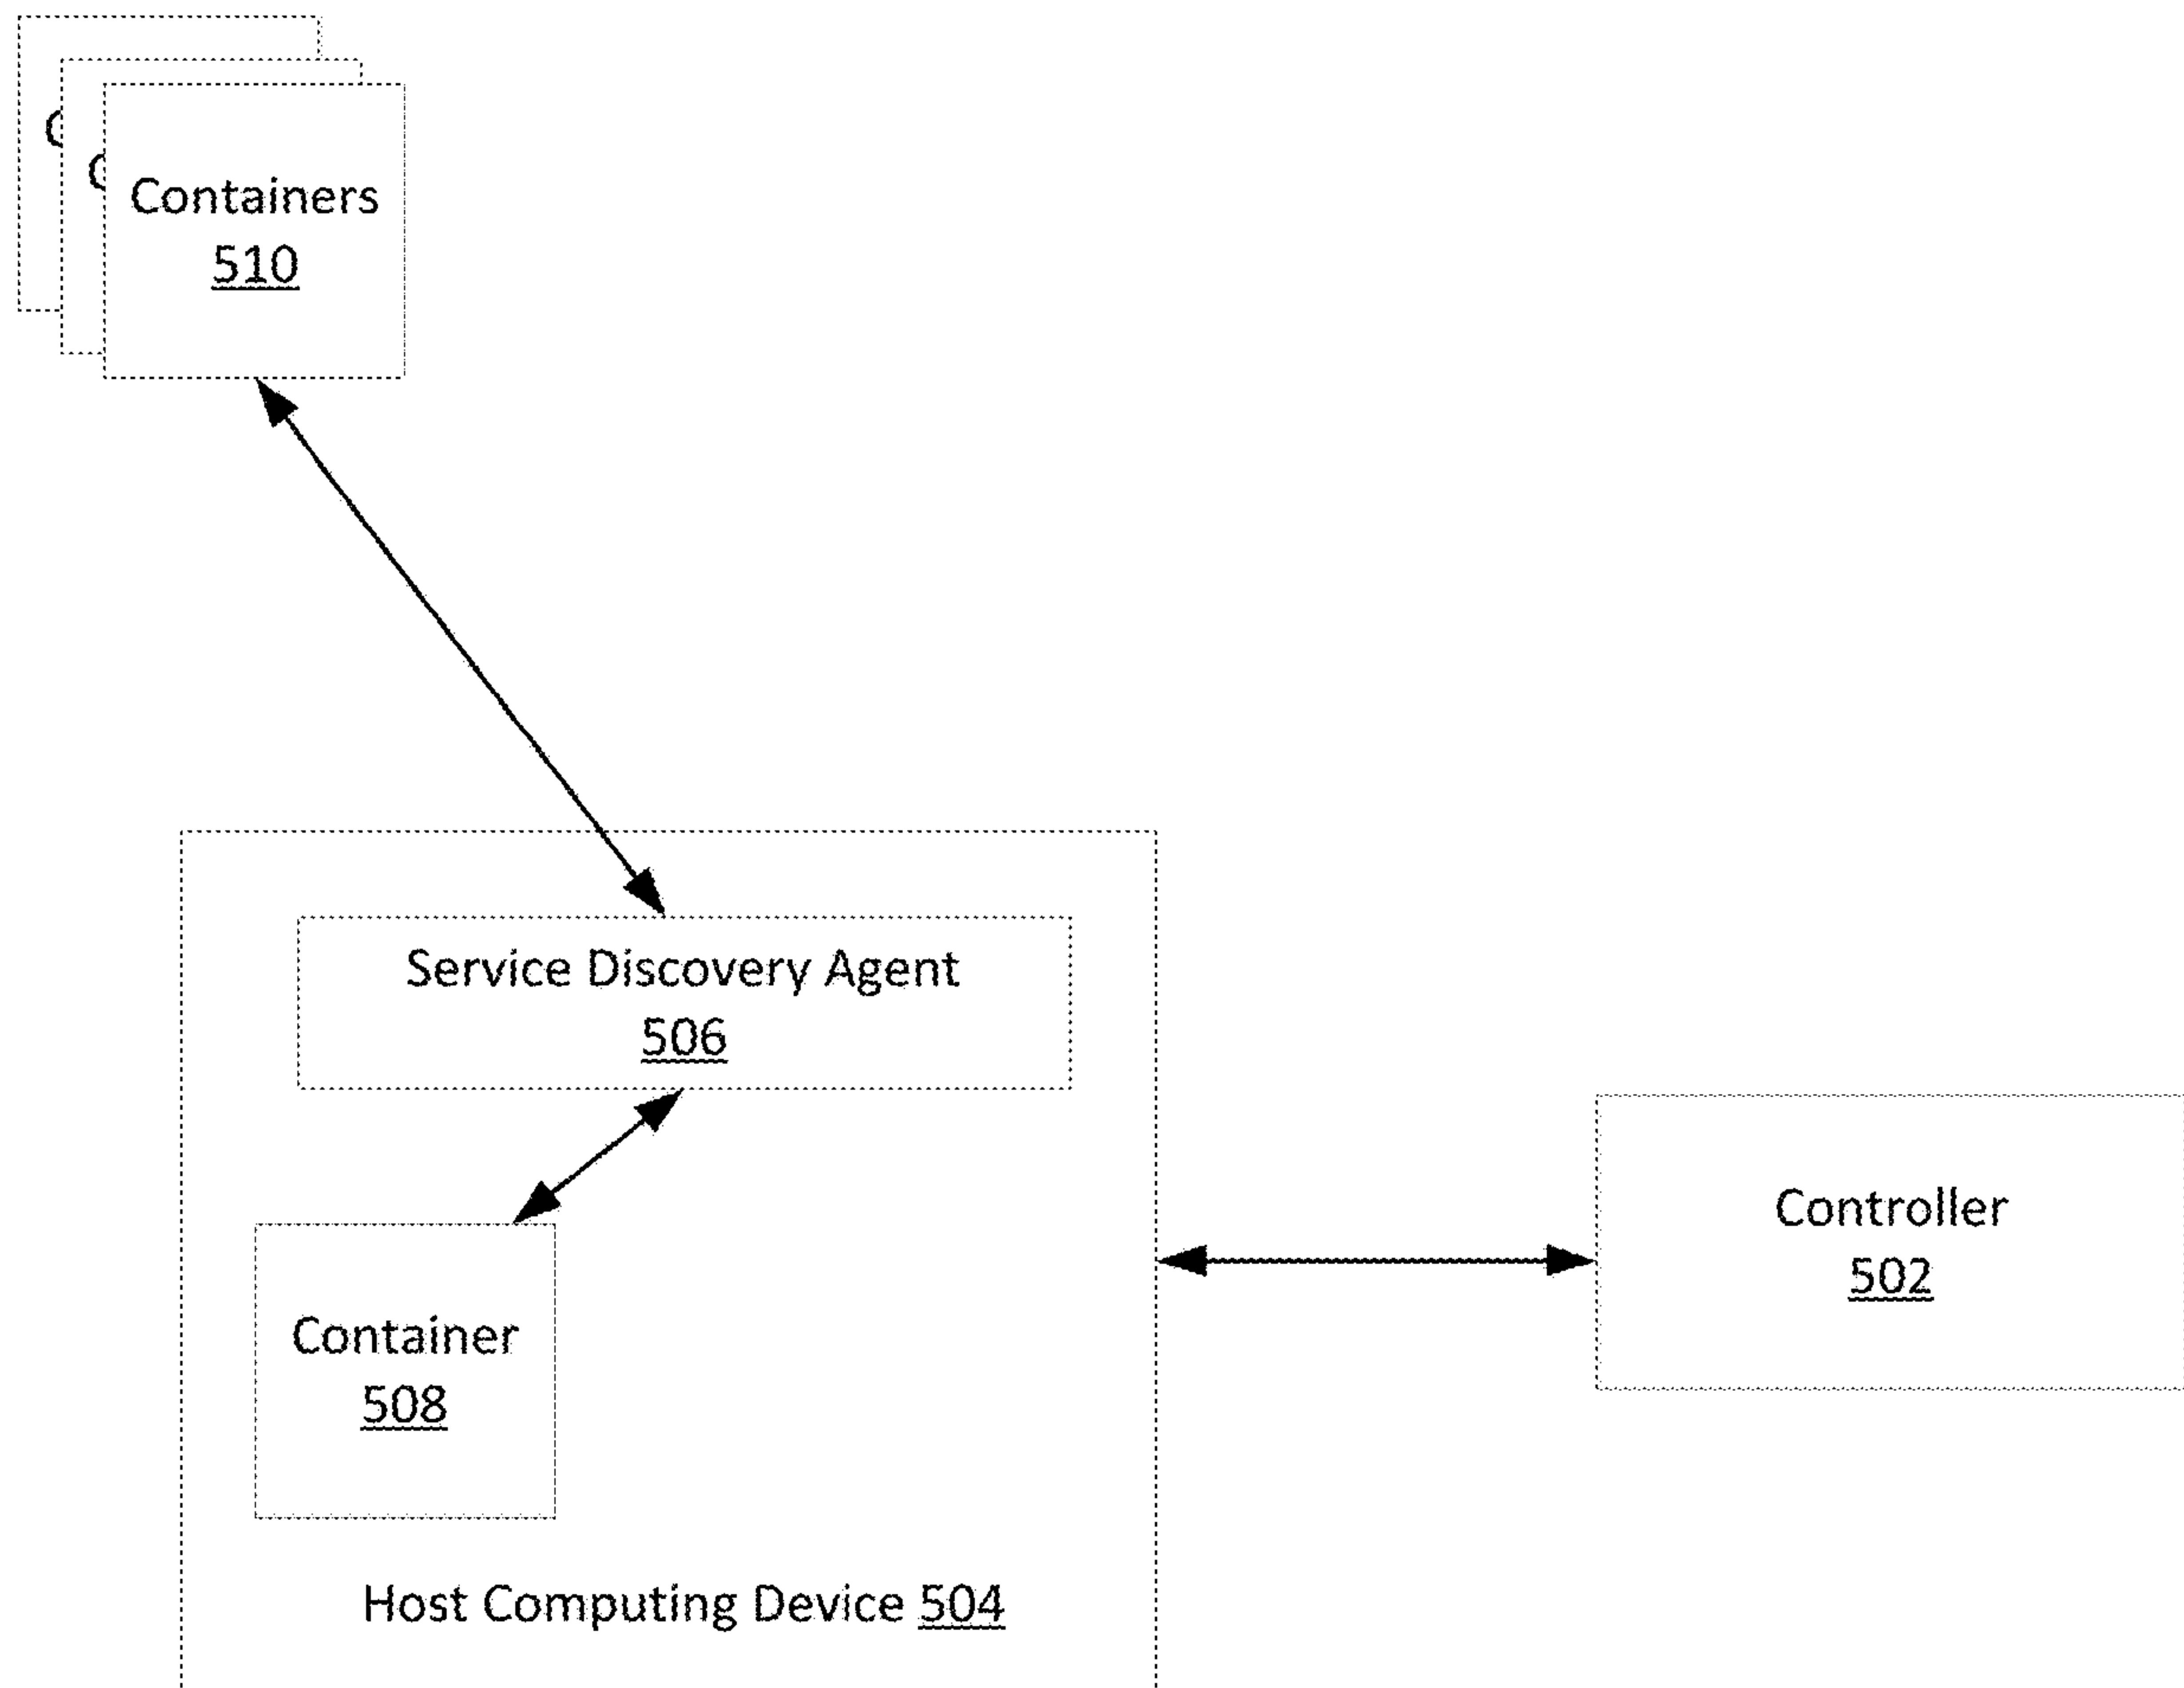 Containers
510
Service Discovery Agent
506
Controller
502
Container
508
Host Computing Device 504